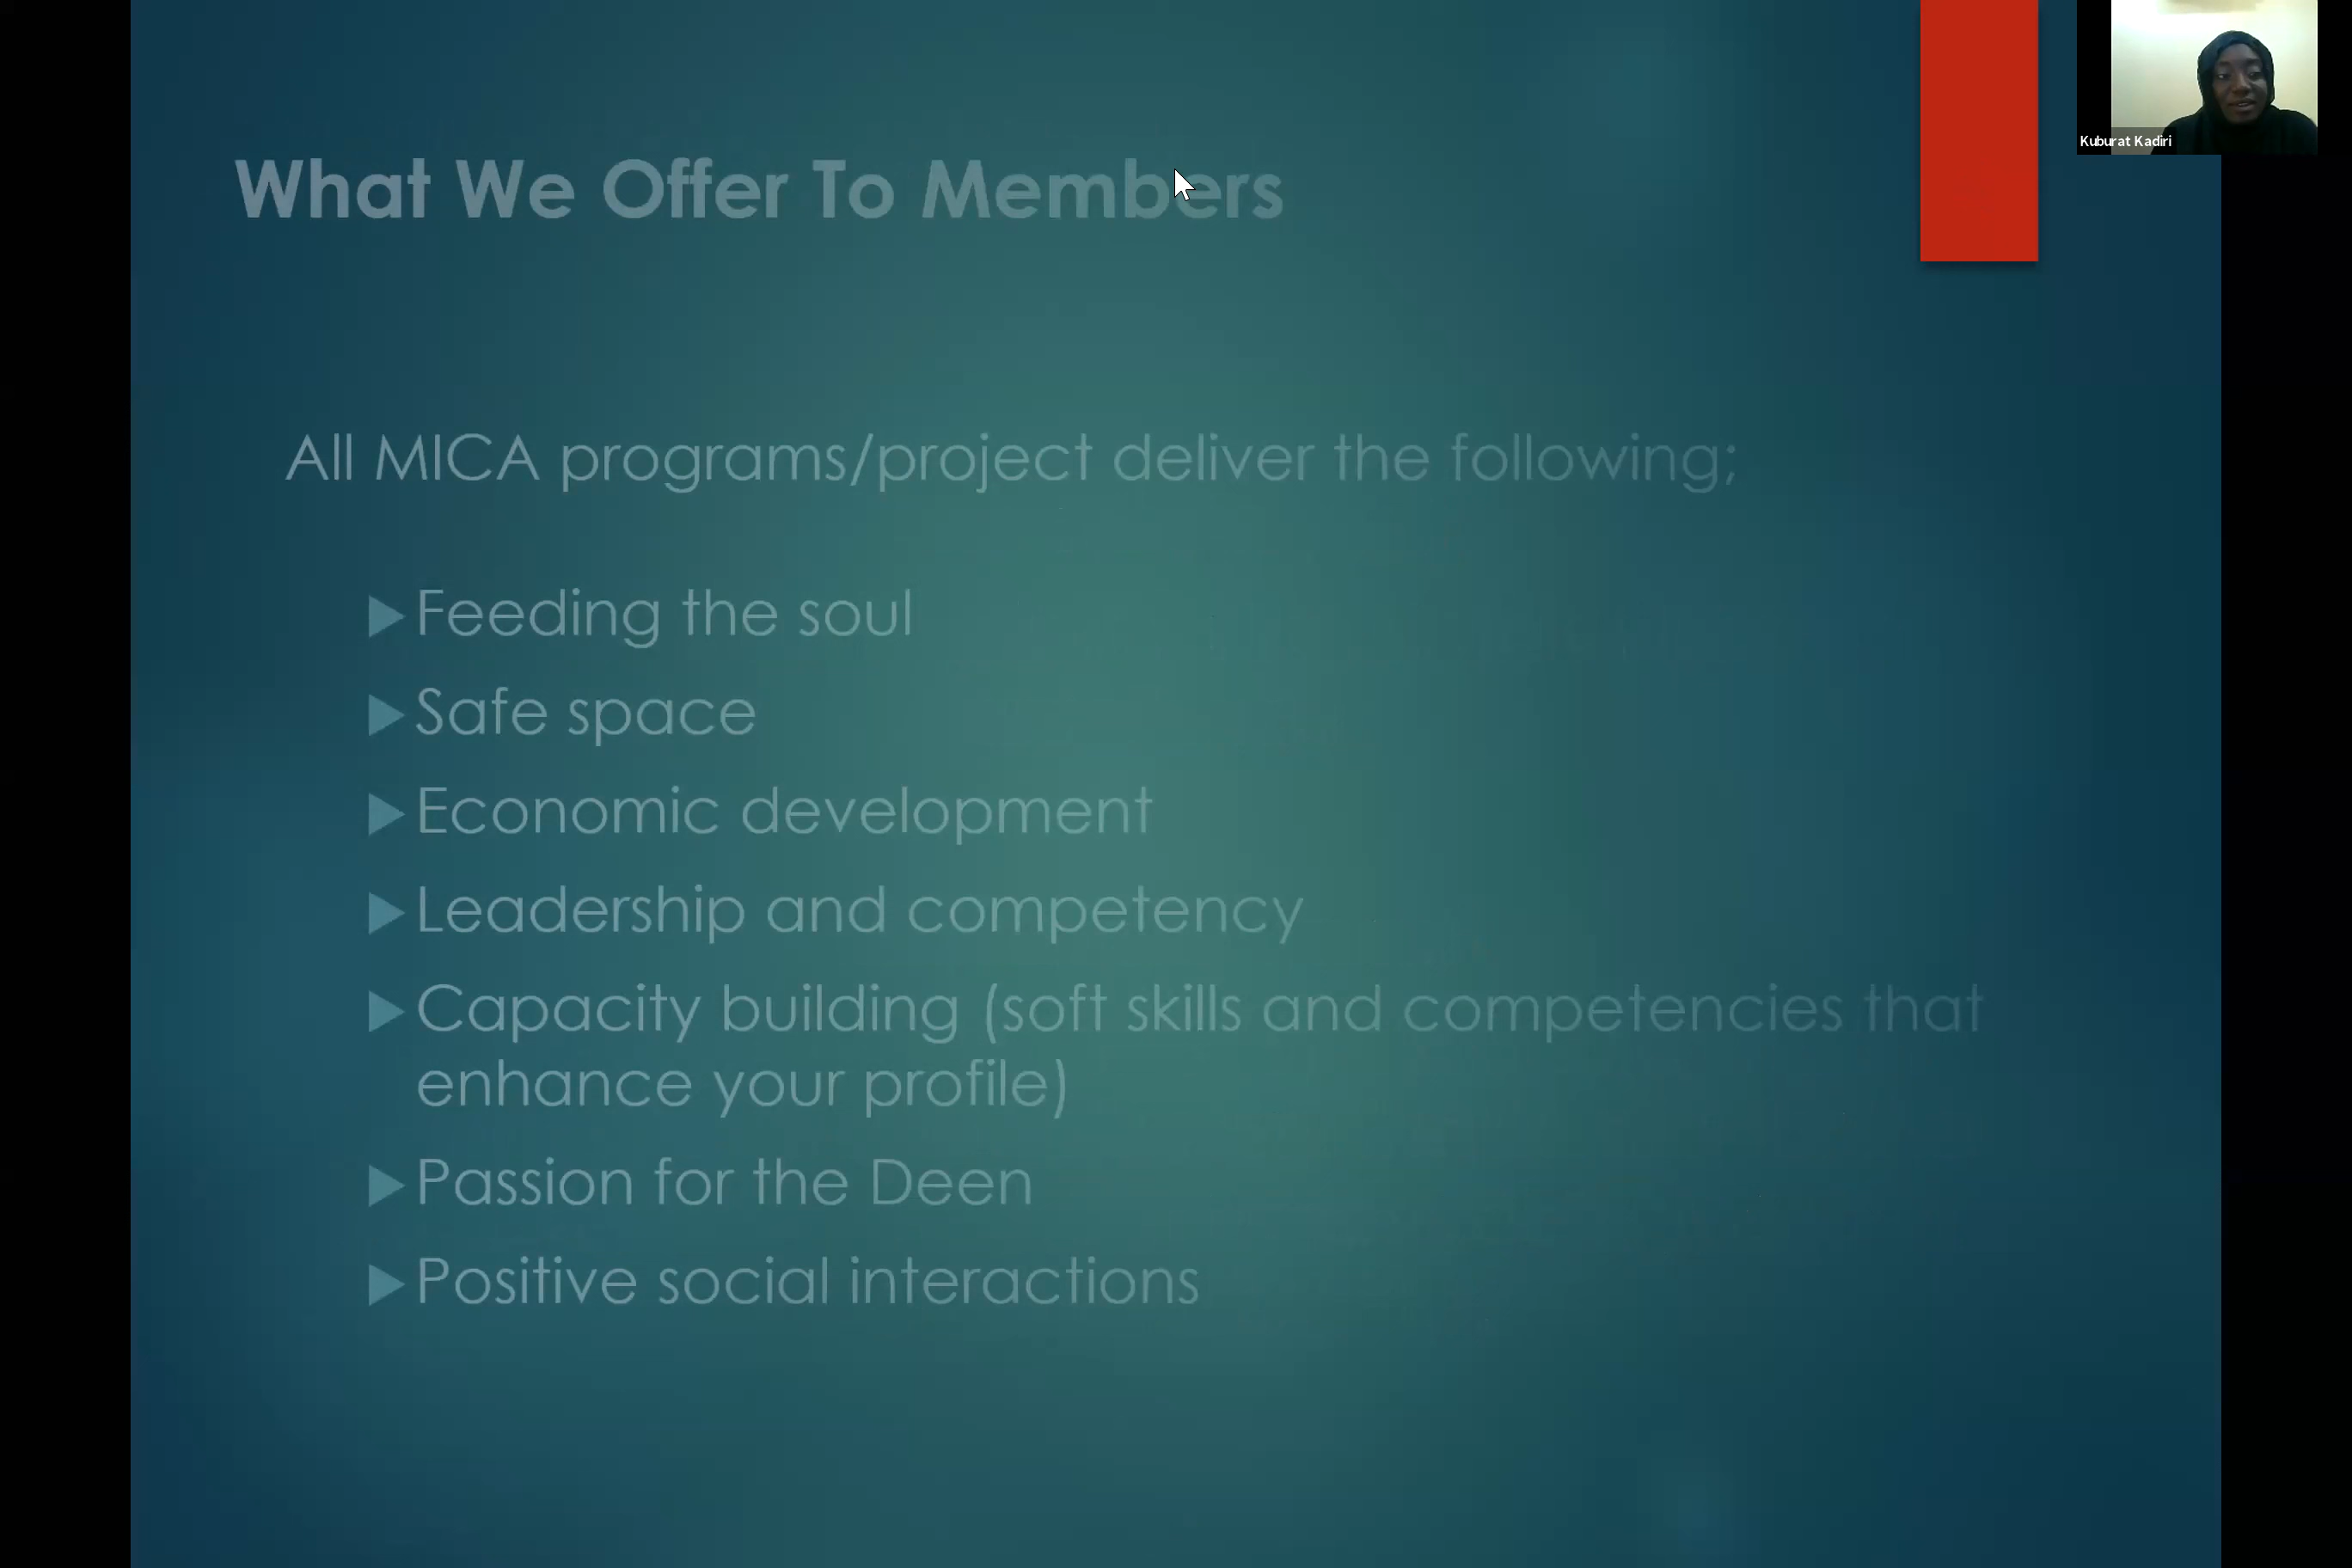 What We Offer To Members
Kuburat Kadiri
All MICA programs/project deliver the following;
Feeding the soul
Safe space
Economic development
Leadership and competency
Capacity building (soft skills and competencies that
enhance your profile)
Passion for the Deen
Positive social interactions